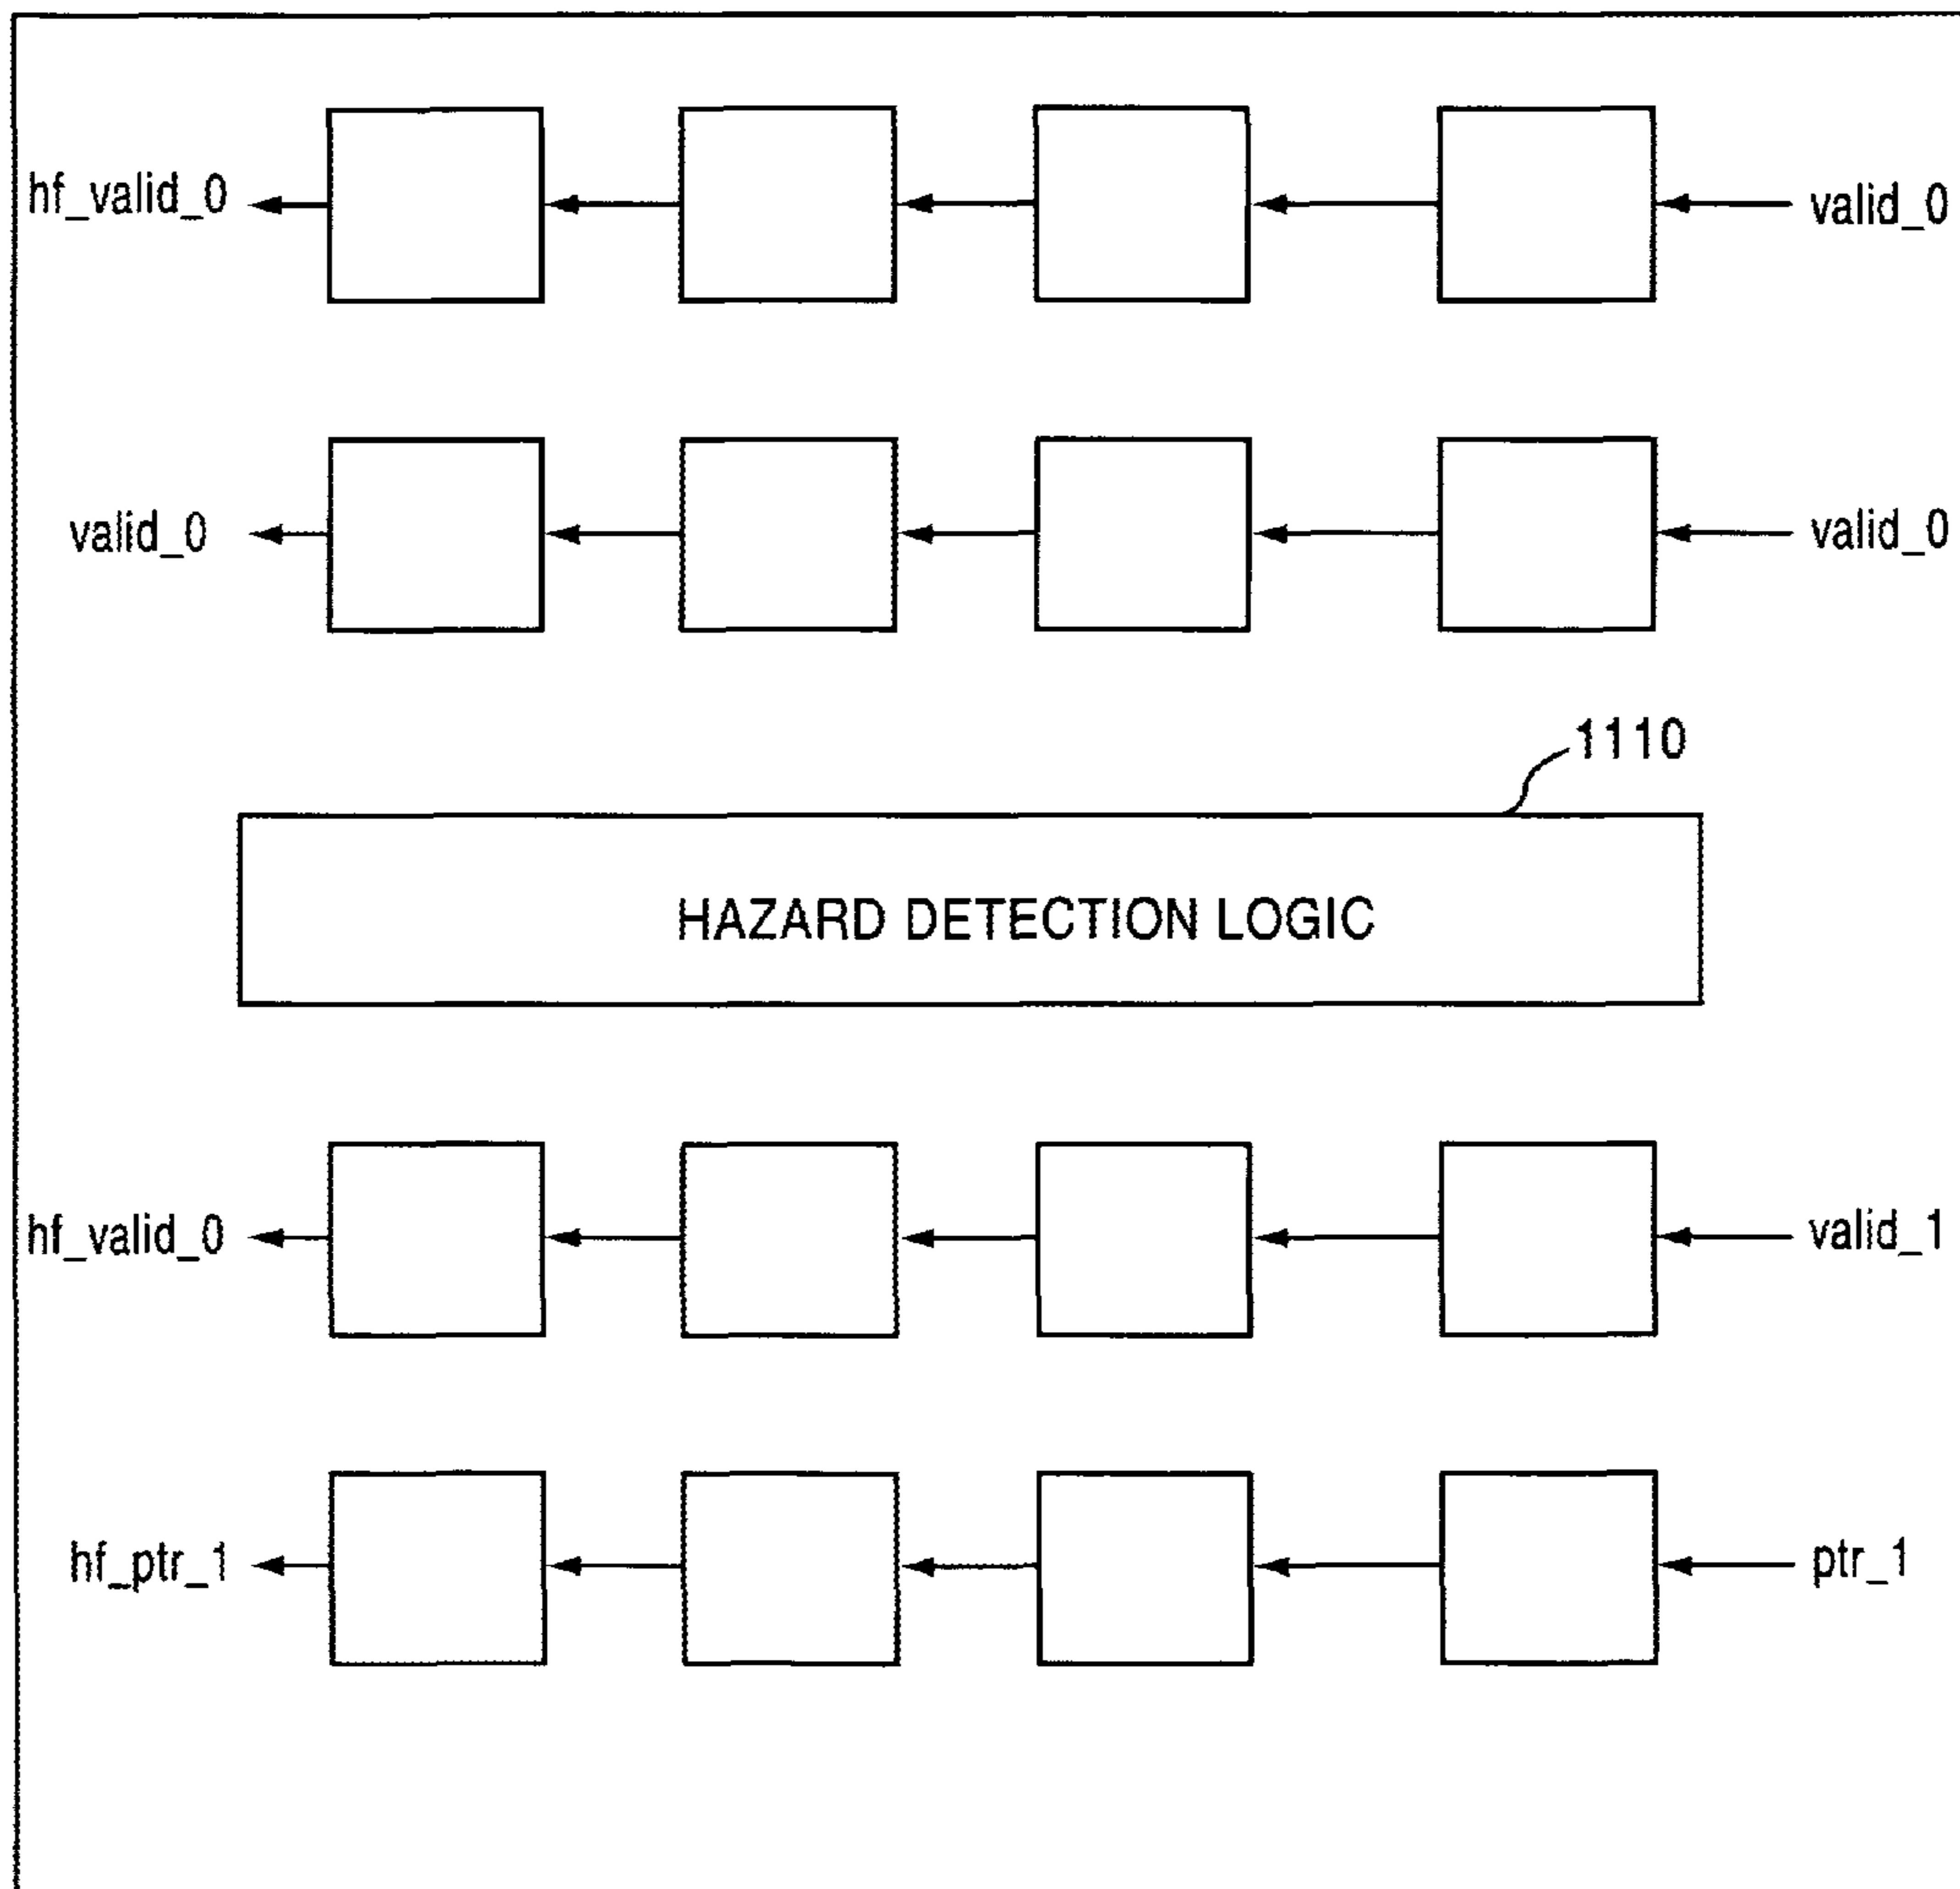 hf_valid_0 valid_0
valid_0 valid_0
1110
HAZARD DETECTION LOGIC
hf_valid_0 valid_1
hf_ptr_1 ptr_1